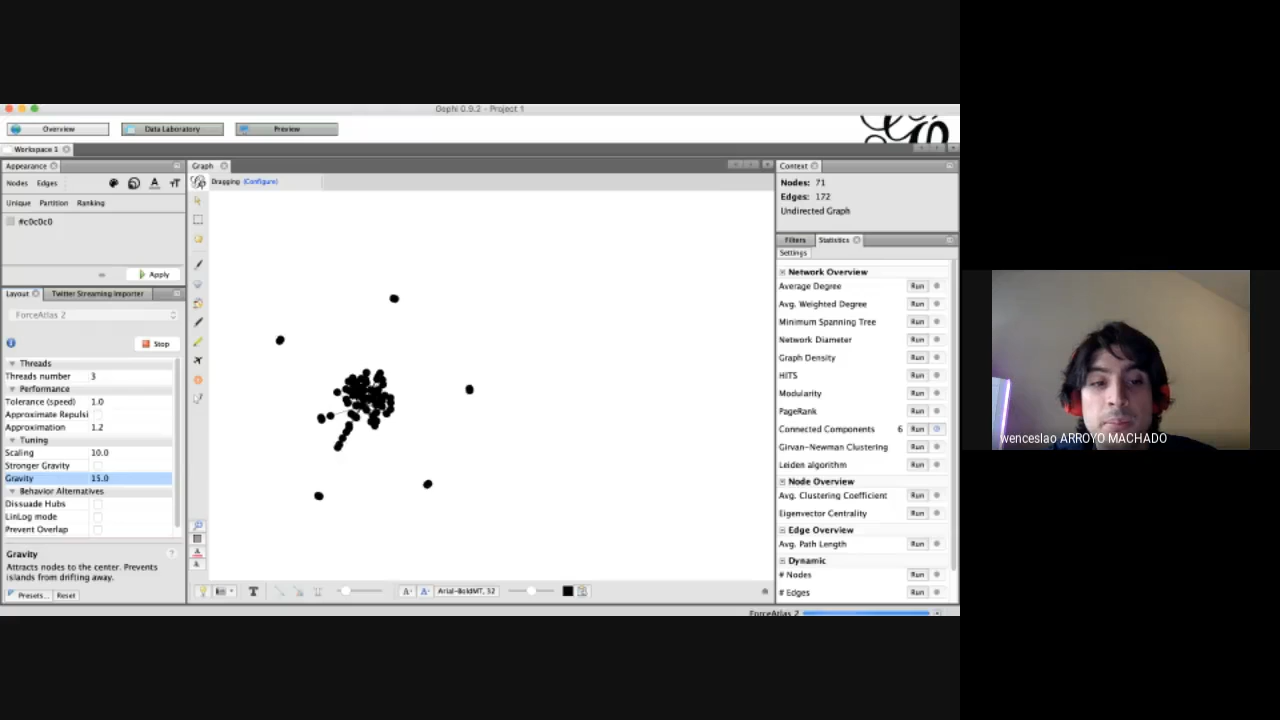 Gephi 0.9.2 - Project 1
Overview
Data Laboratory
Preview
Workspace 1
Appearance
Nodes Edges
Unique Partition Ranking
#c0c0c0
Apply
Layout
Twitter Streaming Importer
ForceAtlas 2
Stop
Threads
Threads number 3
Performance
Tolerance (speed) 1.0
Approximate Repulsi
Approximation 1.2
Tuning
Scaling 10.0
Stronger Gravity
Gravity 15.0
Behavior Alternatives
Dissuade Hubs
LinLog mode
Prevent Overlap
Gravity
Attracts nodes to the center. Prevents
islands from drifting away.
Presets...
Reset
Graph
Dragging (Configure)
Arial-BoldMT, 32
Context
Nodes: 71
Edges: 172
Undirected Graph
Filters
Statistics
Settings
Network Overview
Average Degree Run
Avg. Weighted Degree Run
Minimum Spanning Tree Run
Network Diameter Run
Graph Density Run
HITS Run
Modularity Run
PageRank Run
Connected Components 6 Run
Girvan-Newman Clustering Run
Leiden algorithm Run
Node Overview
Avg. Clustering Coefficient Run
Eigenvector Centrality Run
Edge Overview
Avg. Path Length Run
Dynamic
# Nodes Run
# Edges Run
ForceAtlas 2
wenceslao ARROYO MACHADO